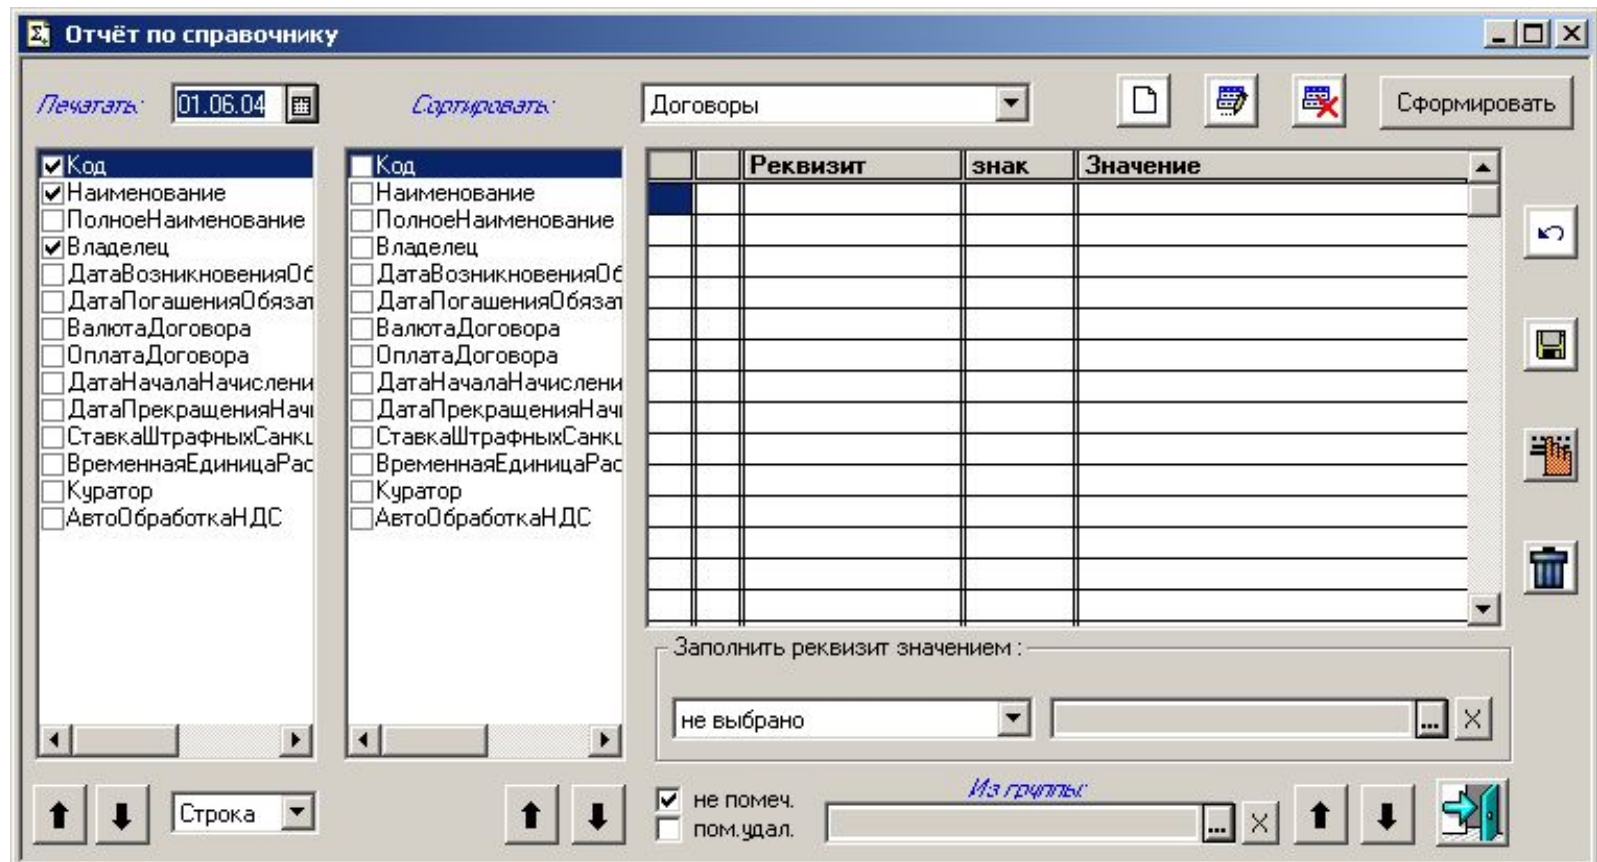 Отчёт по справочнику
Печатать: 01.06.04 Сортировать: Договоры Сформировать
Код
Наименование
ПолноеНаименование
Владелец
ДатаВозникновенияОб
ДатаПогашенияОбязат
ВалютаДоговора
ОплатаДоговора
ДатаНачалаНачислени
ДатаПрекращенияНачи
СтавкаШтрафныхСанкц
ВременнаяЕдиницаРас
Куратор
АвтоОбработкаНДС
Строка
Код
Наименование
ПолноеНаименование
Владелец
ДатаВозникновенияОб
ДатаПогашенияОбязат
ВалютаДоговора
ОплатаДоговора
ДатаНачалаНачислени
ДатаПрекращенияНачи
СтавкаШтрафныхСанкц
ВременнаяЕдиницаРас
Куратор
АвтоОбработкаНДС
Реквизит знак Значение
Заполнить реквизит значением :
не выбрано ... X
не помеч. Из группы:
пом.удал. ... X